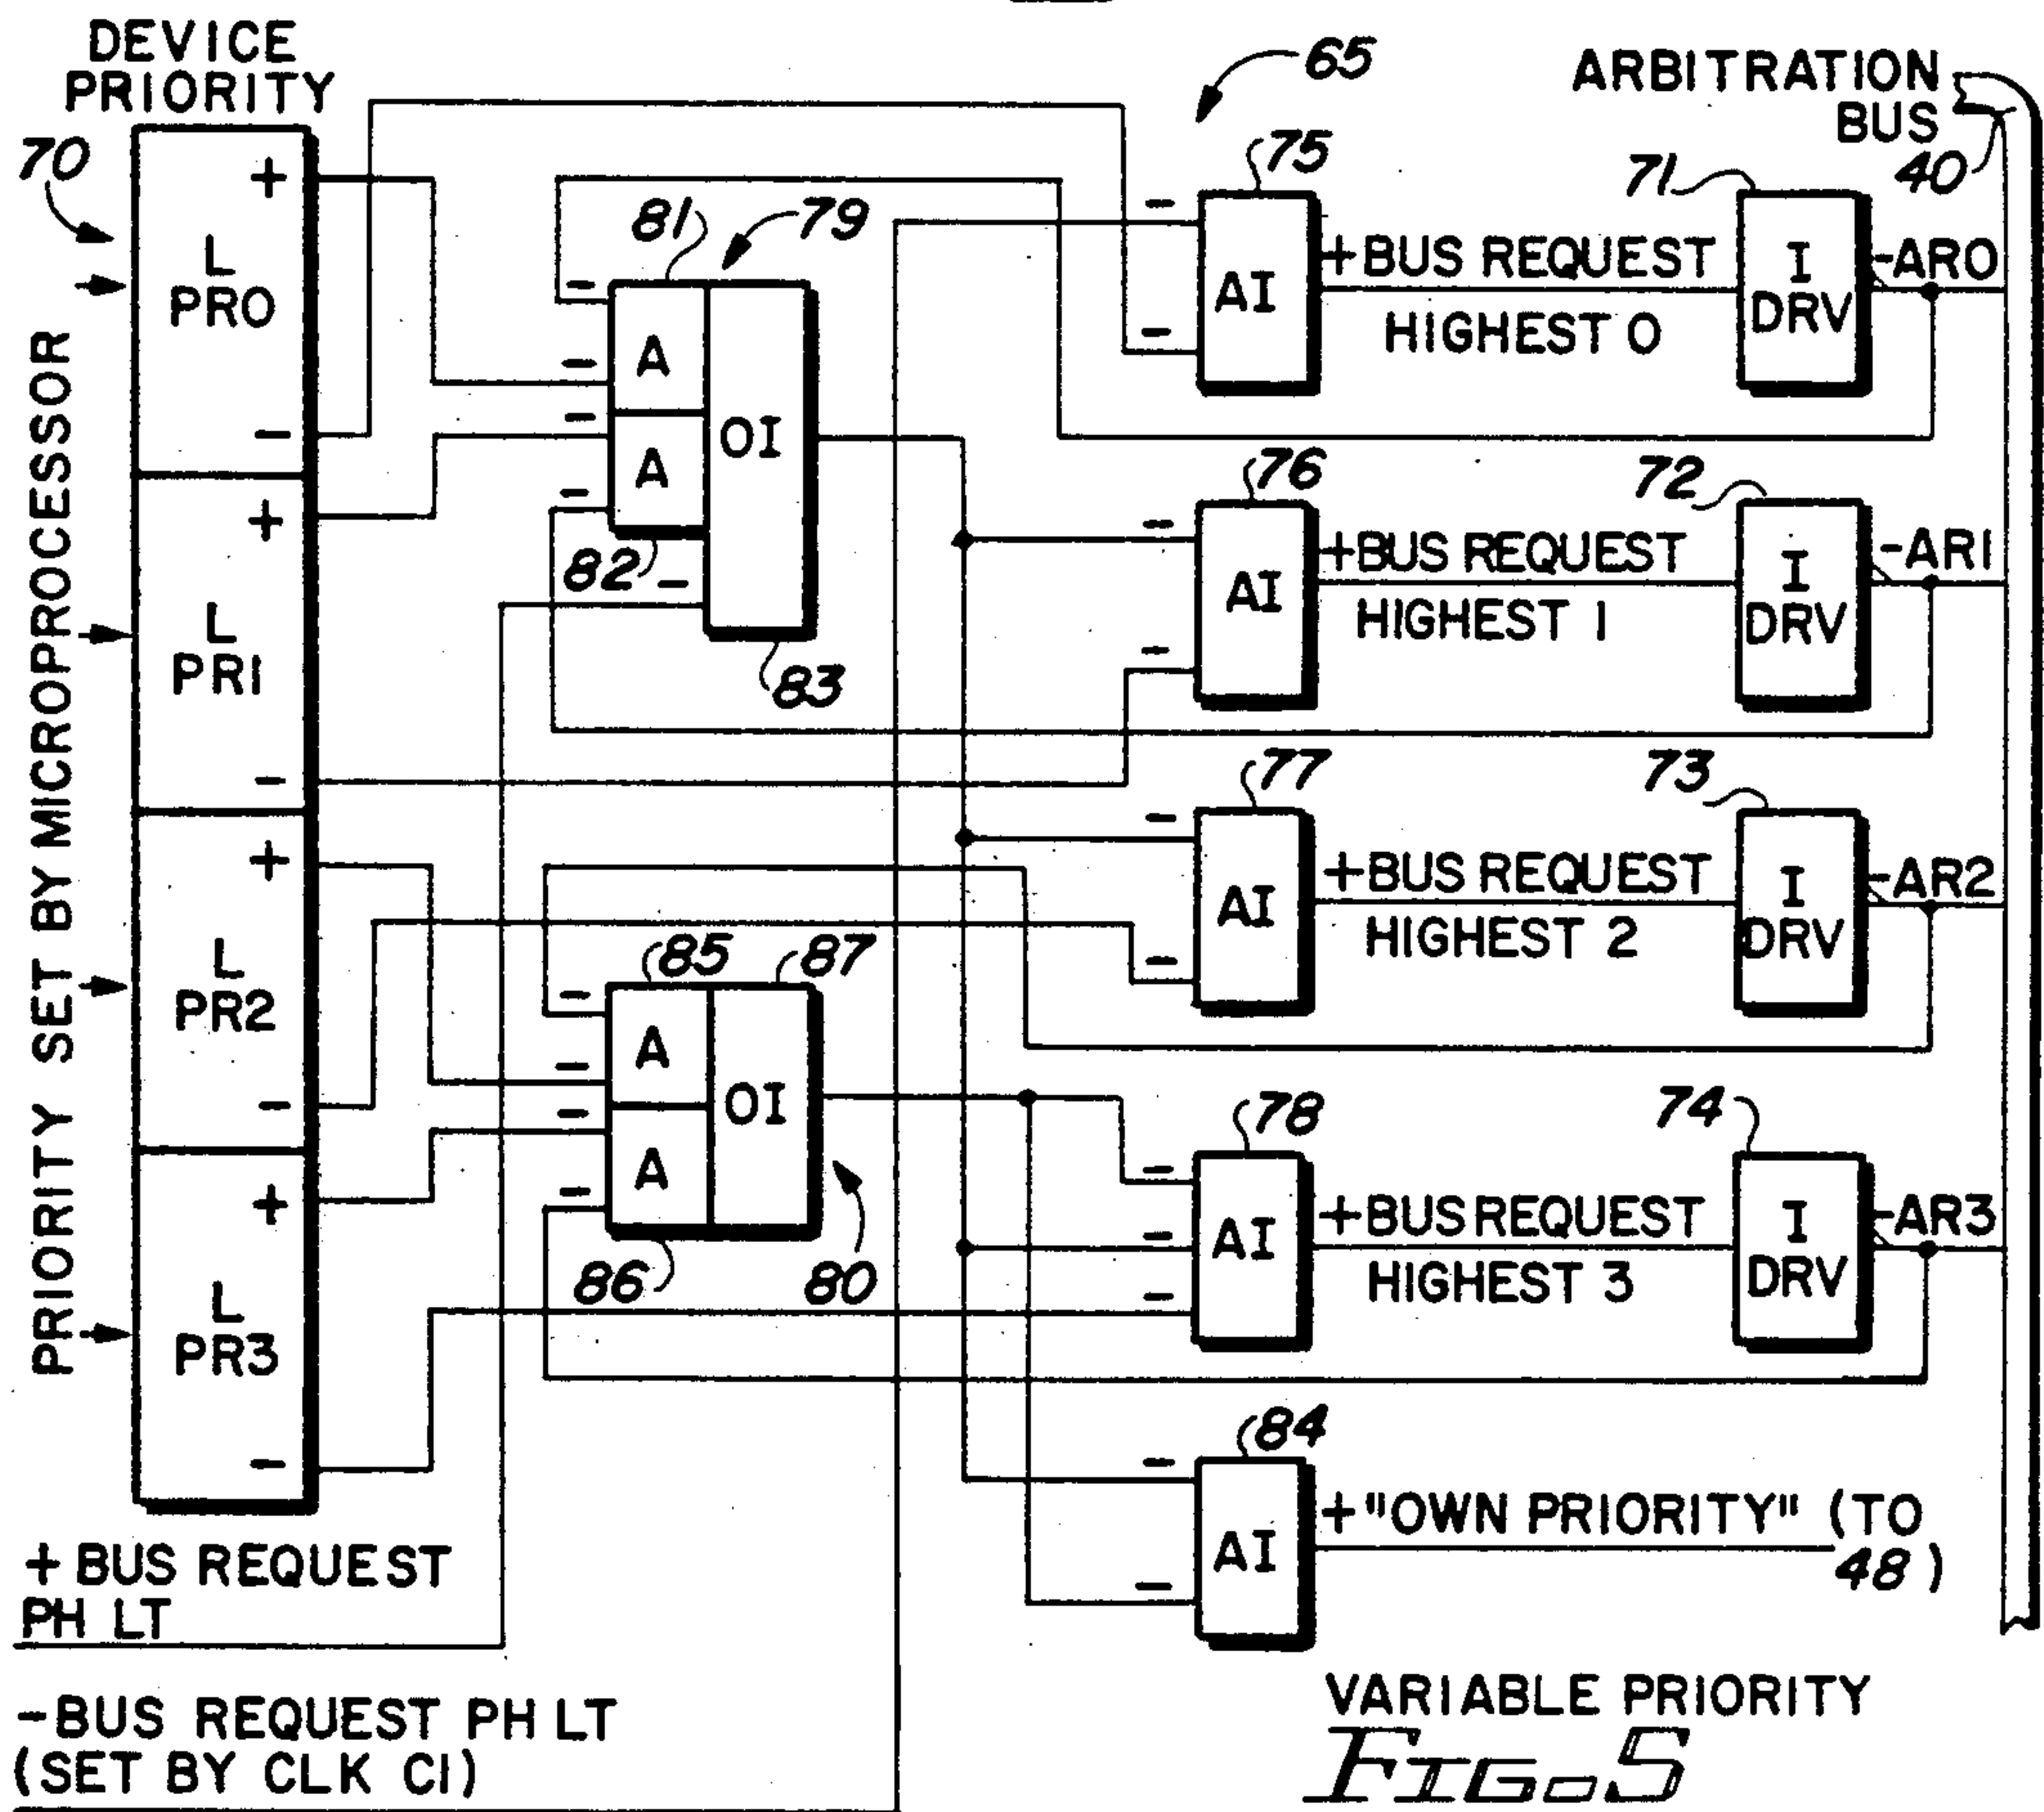 DEVICE
PRIORITY
70
PRIORITY SET BY MICROPROCESSOR
+
L
PR0
-
+
L
PR1
-
+
L
PR2
-
+
L
PR3
-
81
79
-
-
-
-
A
A
OI
82
-
83
85
87
-
-
-
-
A
A
OI
86
80
65
ARBITRATION
BUS
40
75
-
-
AI
+BUS REQUEST
HIGHEST 0
71
I
DRV
-AR0
76
-
-
AI
+BUS REQUEST
HIGHEST 1
72
I
DRV
-AR1
77
-
-
AI
+BUS REQUEST
HIGHEST 2
73
I
DRV
-AR2
78
-
-
-
AI
+BUS REQUEST
HIGHEST 3
74
I
DRV
-AR3
84
-
-
AI
+"OWN PRIORITY" (TO
48)
+BUS REQUEST
PH LT
-BUS REQUEST PH LT
(SET BY CLK C1)
VARIABLE PRIORITY
FIG. 5